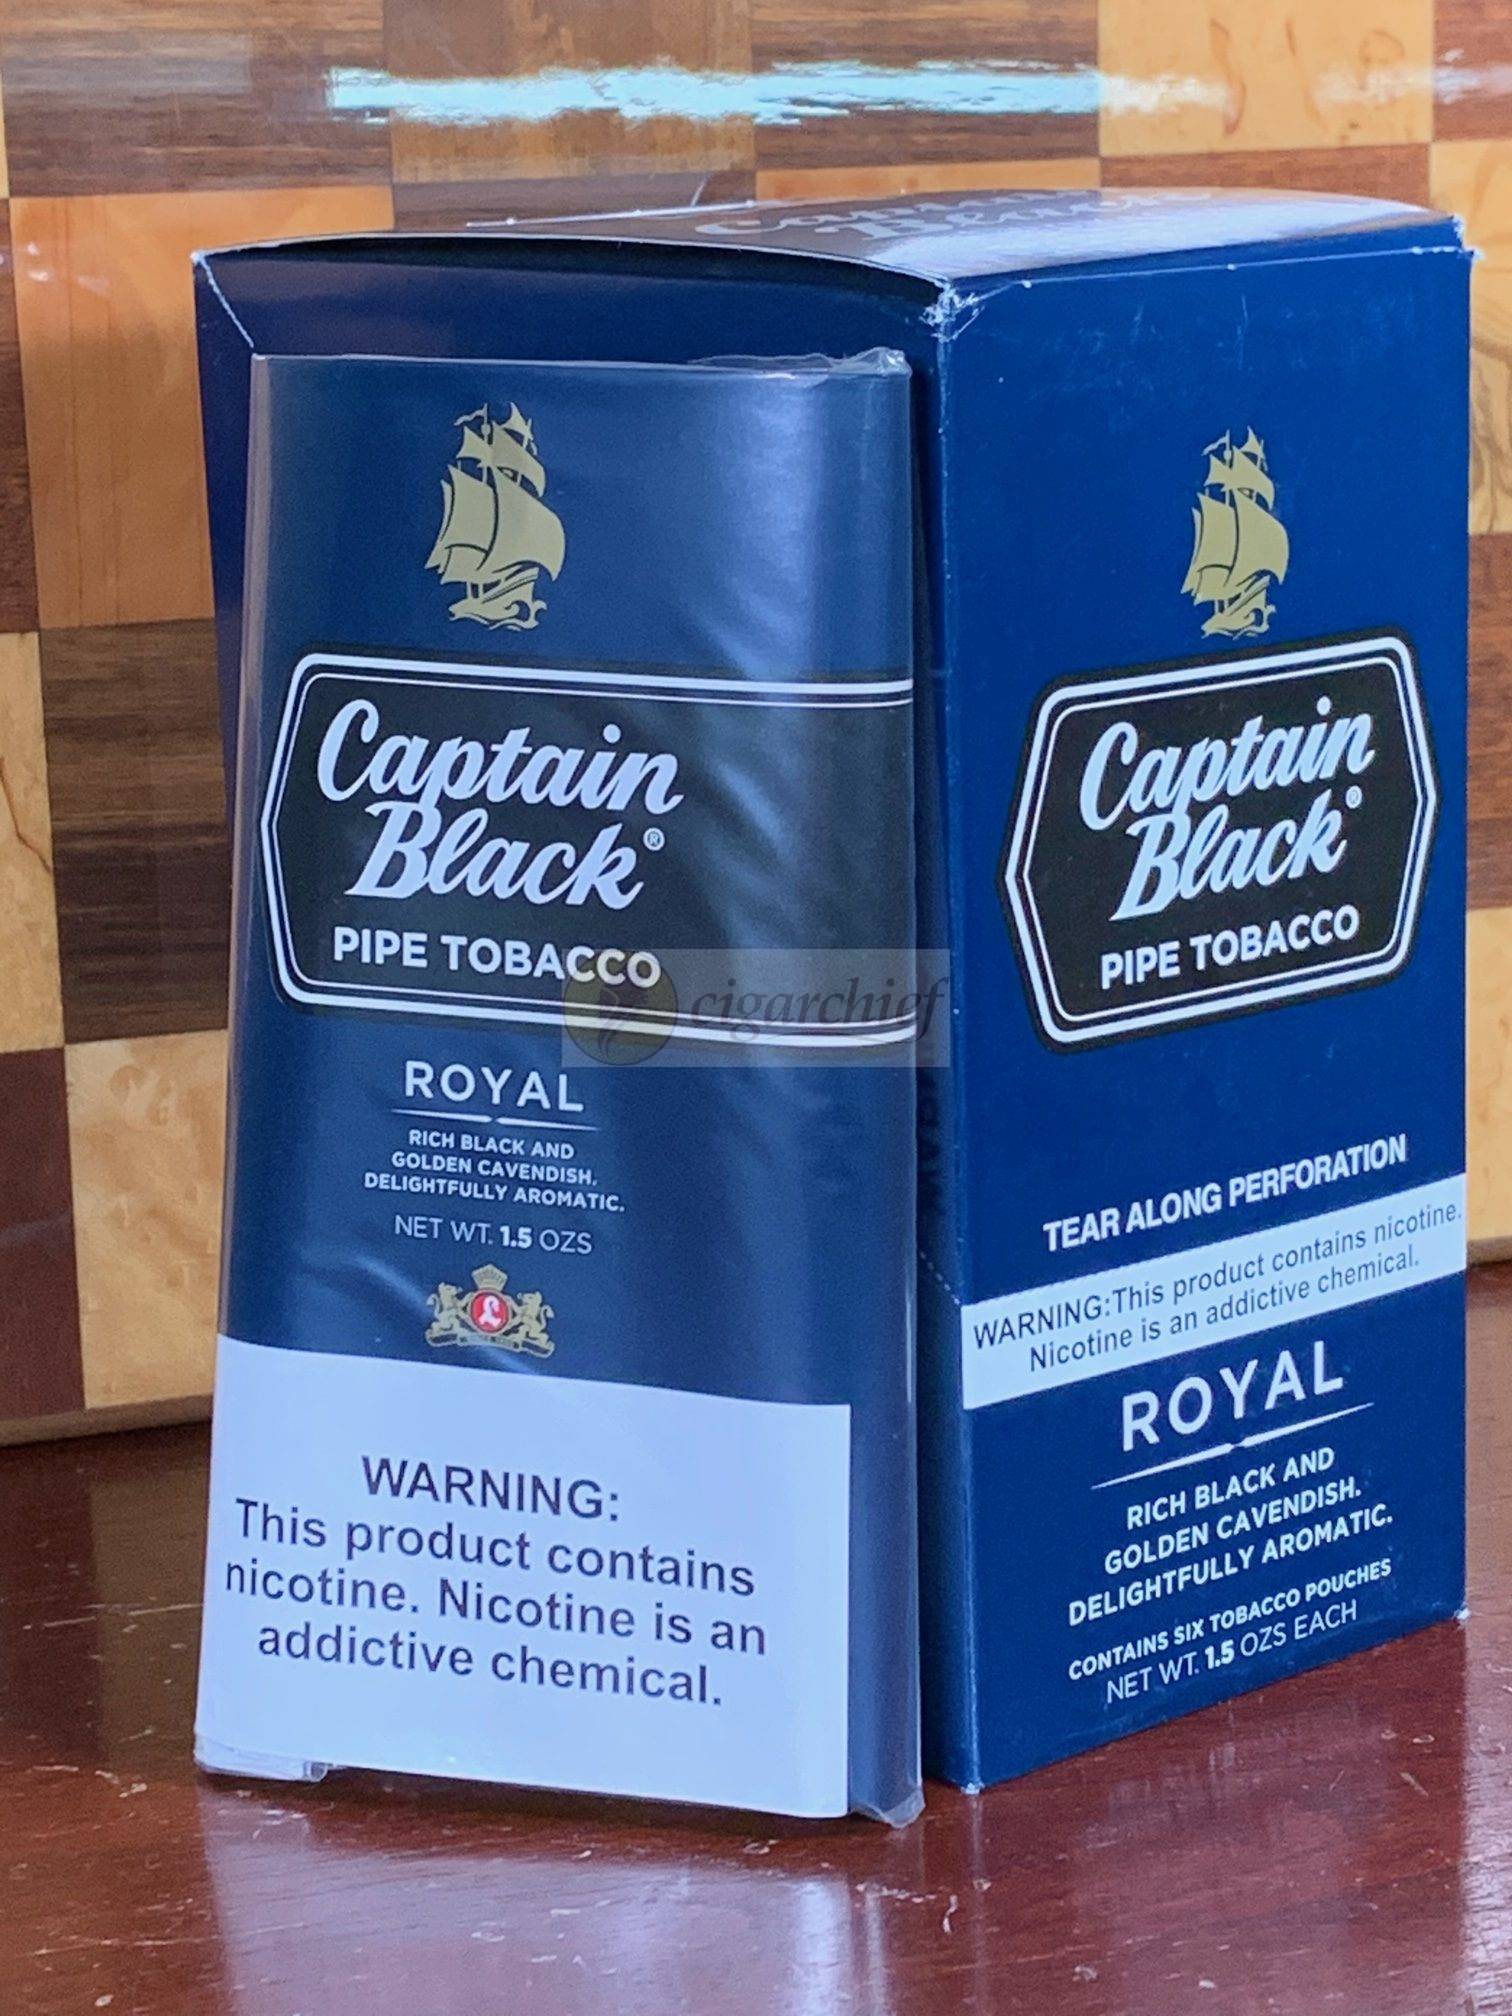 Captain
Black
Captain
Black®
PIPE TOBACCO
ROYAL
RICH BLACK AND
GOLDEN CAVENDISH.
DELIGHTFULLY AROMATIC.
NET WT. 1.5 OZS
L
WARNING:
This product contains
nicotine. Nicotine is an
addictive chemical.
cigarchief
Captain
Black®
PIPE TOBACCO
TEAR ALONG PERFORATION
WARNING:This product contains nicotine.
Nicotine is an addictive chemical.
ROYAL
RICH BLACK AND
GOLDEN CAVENDISH.
DELIGHTFULLY AROMATIC.
CONTAINS SIX TOBACCO POUCHES
NET WT. 1.5 OZS EACH